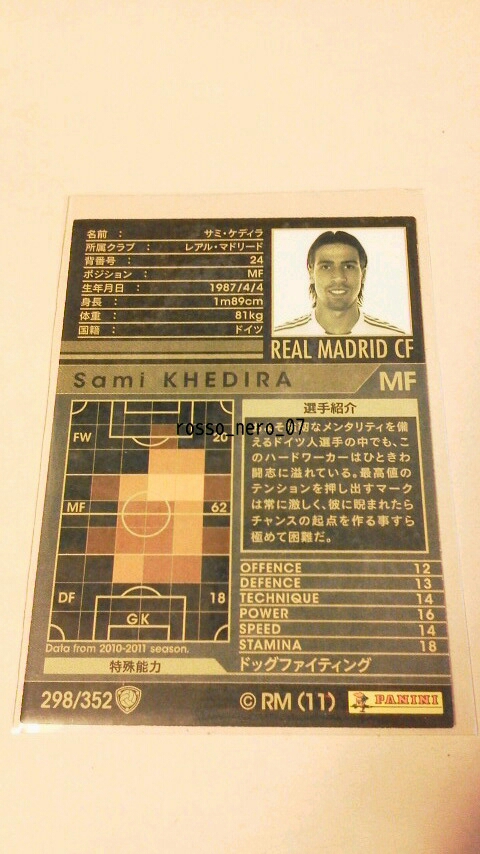 名前 : サミ・ケディラ
所属クラブ : レアル・マドリード
背番号 : 24
ポジション : MF
生年月日 : 1987/4/4
身長 : 1m89cm
体重 : 81kg
国籍 : ドイツ
REAL MADRID CF
Sami KHEDIRA MF
選手紹介
rosso_nero_07
的なメンタリティを備
えるドイツ人選手の中でも、こ
のハードワーカーはひときわ
闘志に溢れている。最高値の
テンションを押し出すマーク
は常に激しく、彼に睨まれたら
チャンスの起点を作る事すら
極めて困難だ。
FW 20
MF 62
DF 18
GK
Data from 2010-2011 season.
OFFENCE 12
DEFENCE 13
TECHNIQUE 14
POWER 16
SPEED 14
STAMINA 18
特殊能力 ドッグファイティング
298/352
© RM (11) PANINI